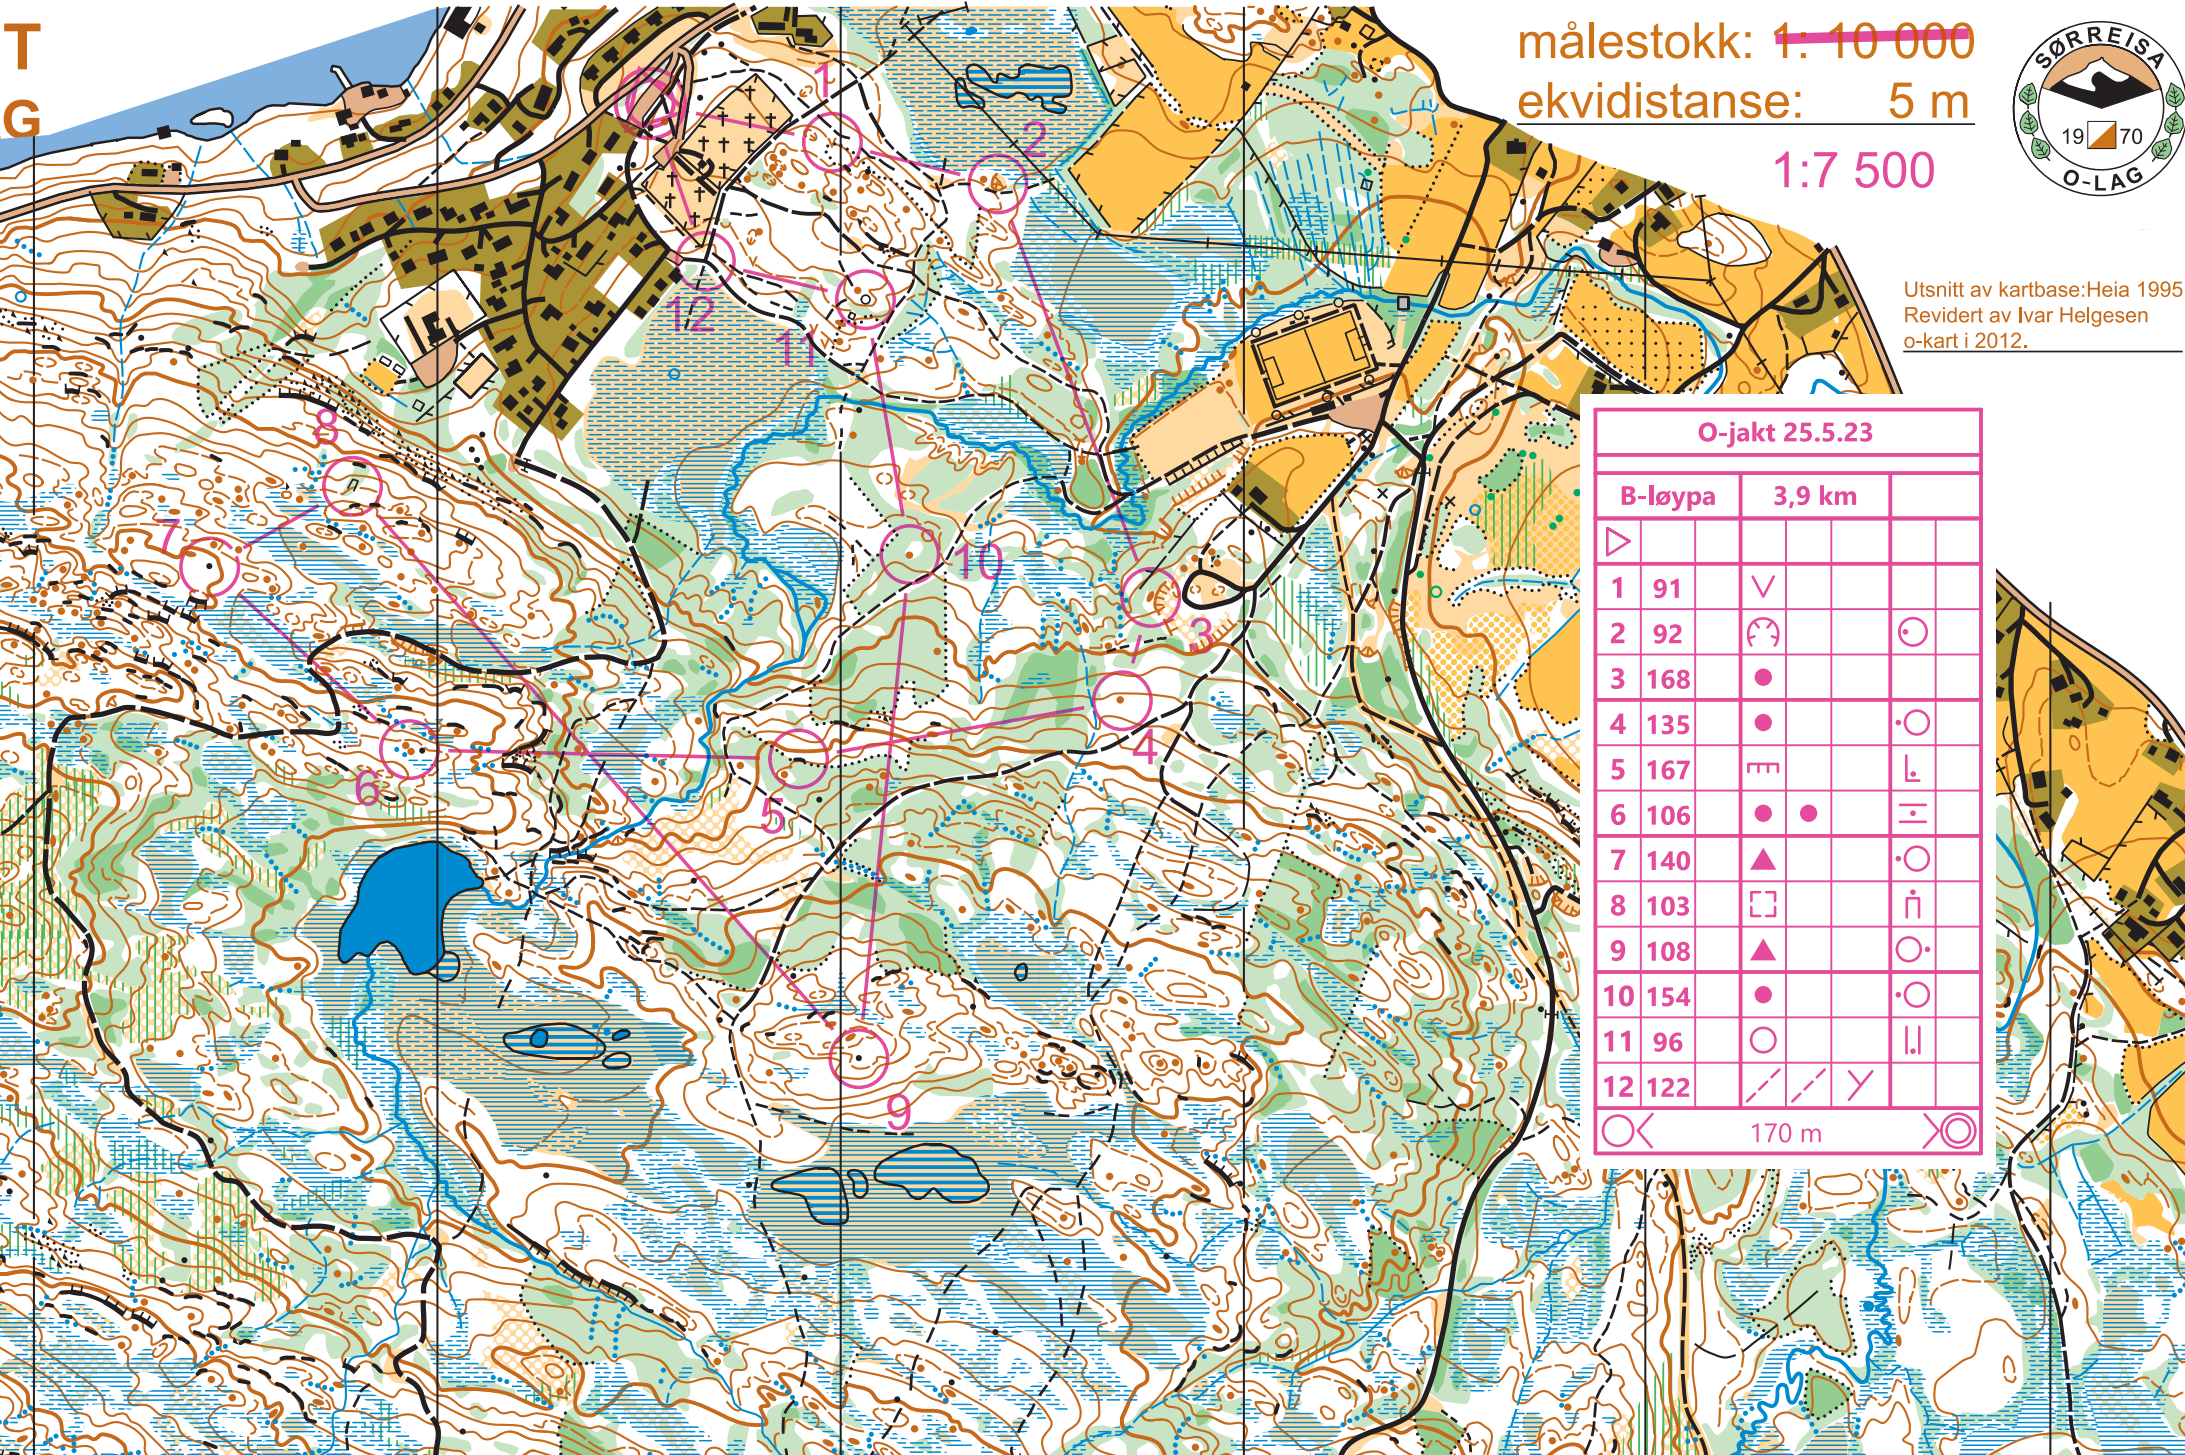 T
G
målestokk: 1: 10 000
ekvidistanse: 5 m
1:7 500
SØRREISA
19 70
O-LAG
Utsnitt av kartbase:Heia 1995
Revidert av Ivar Helgesen
o-kart i 2012.
1
2
12
11
8
7
10
3
4
6
5
9
O-jakt 25.5.23
B-løypa 3,9 km
1 91
2 92
3 168
4 135
5 167
6 106
7 140
8 103
9 108
10 154
11 96
12 122
170 m